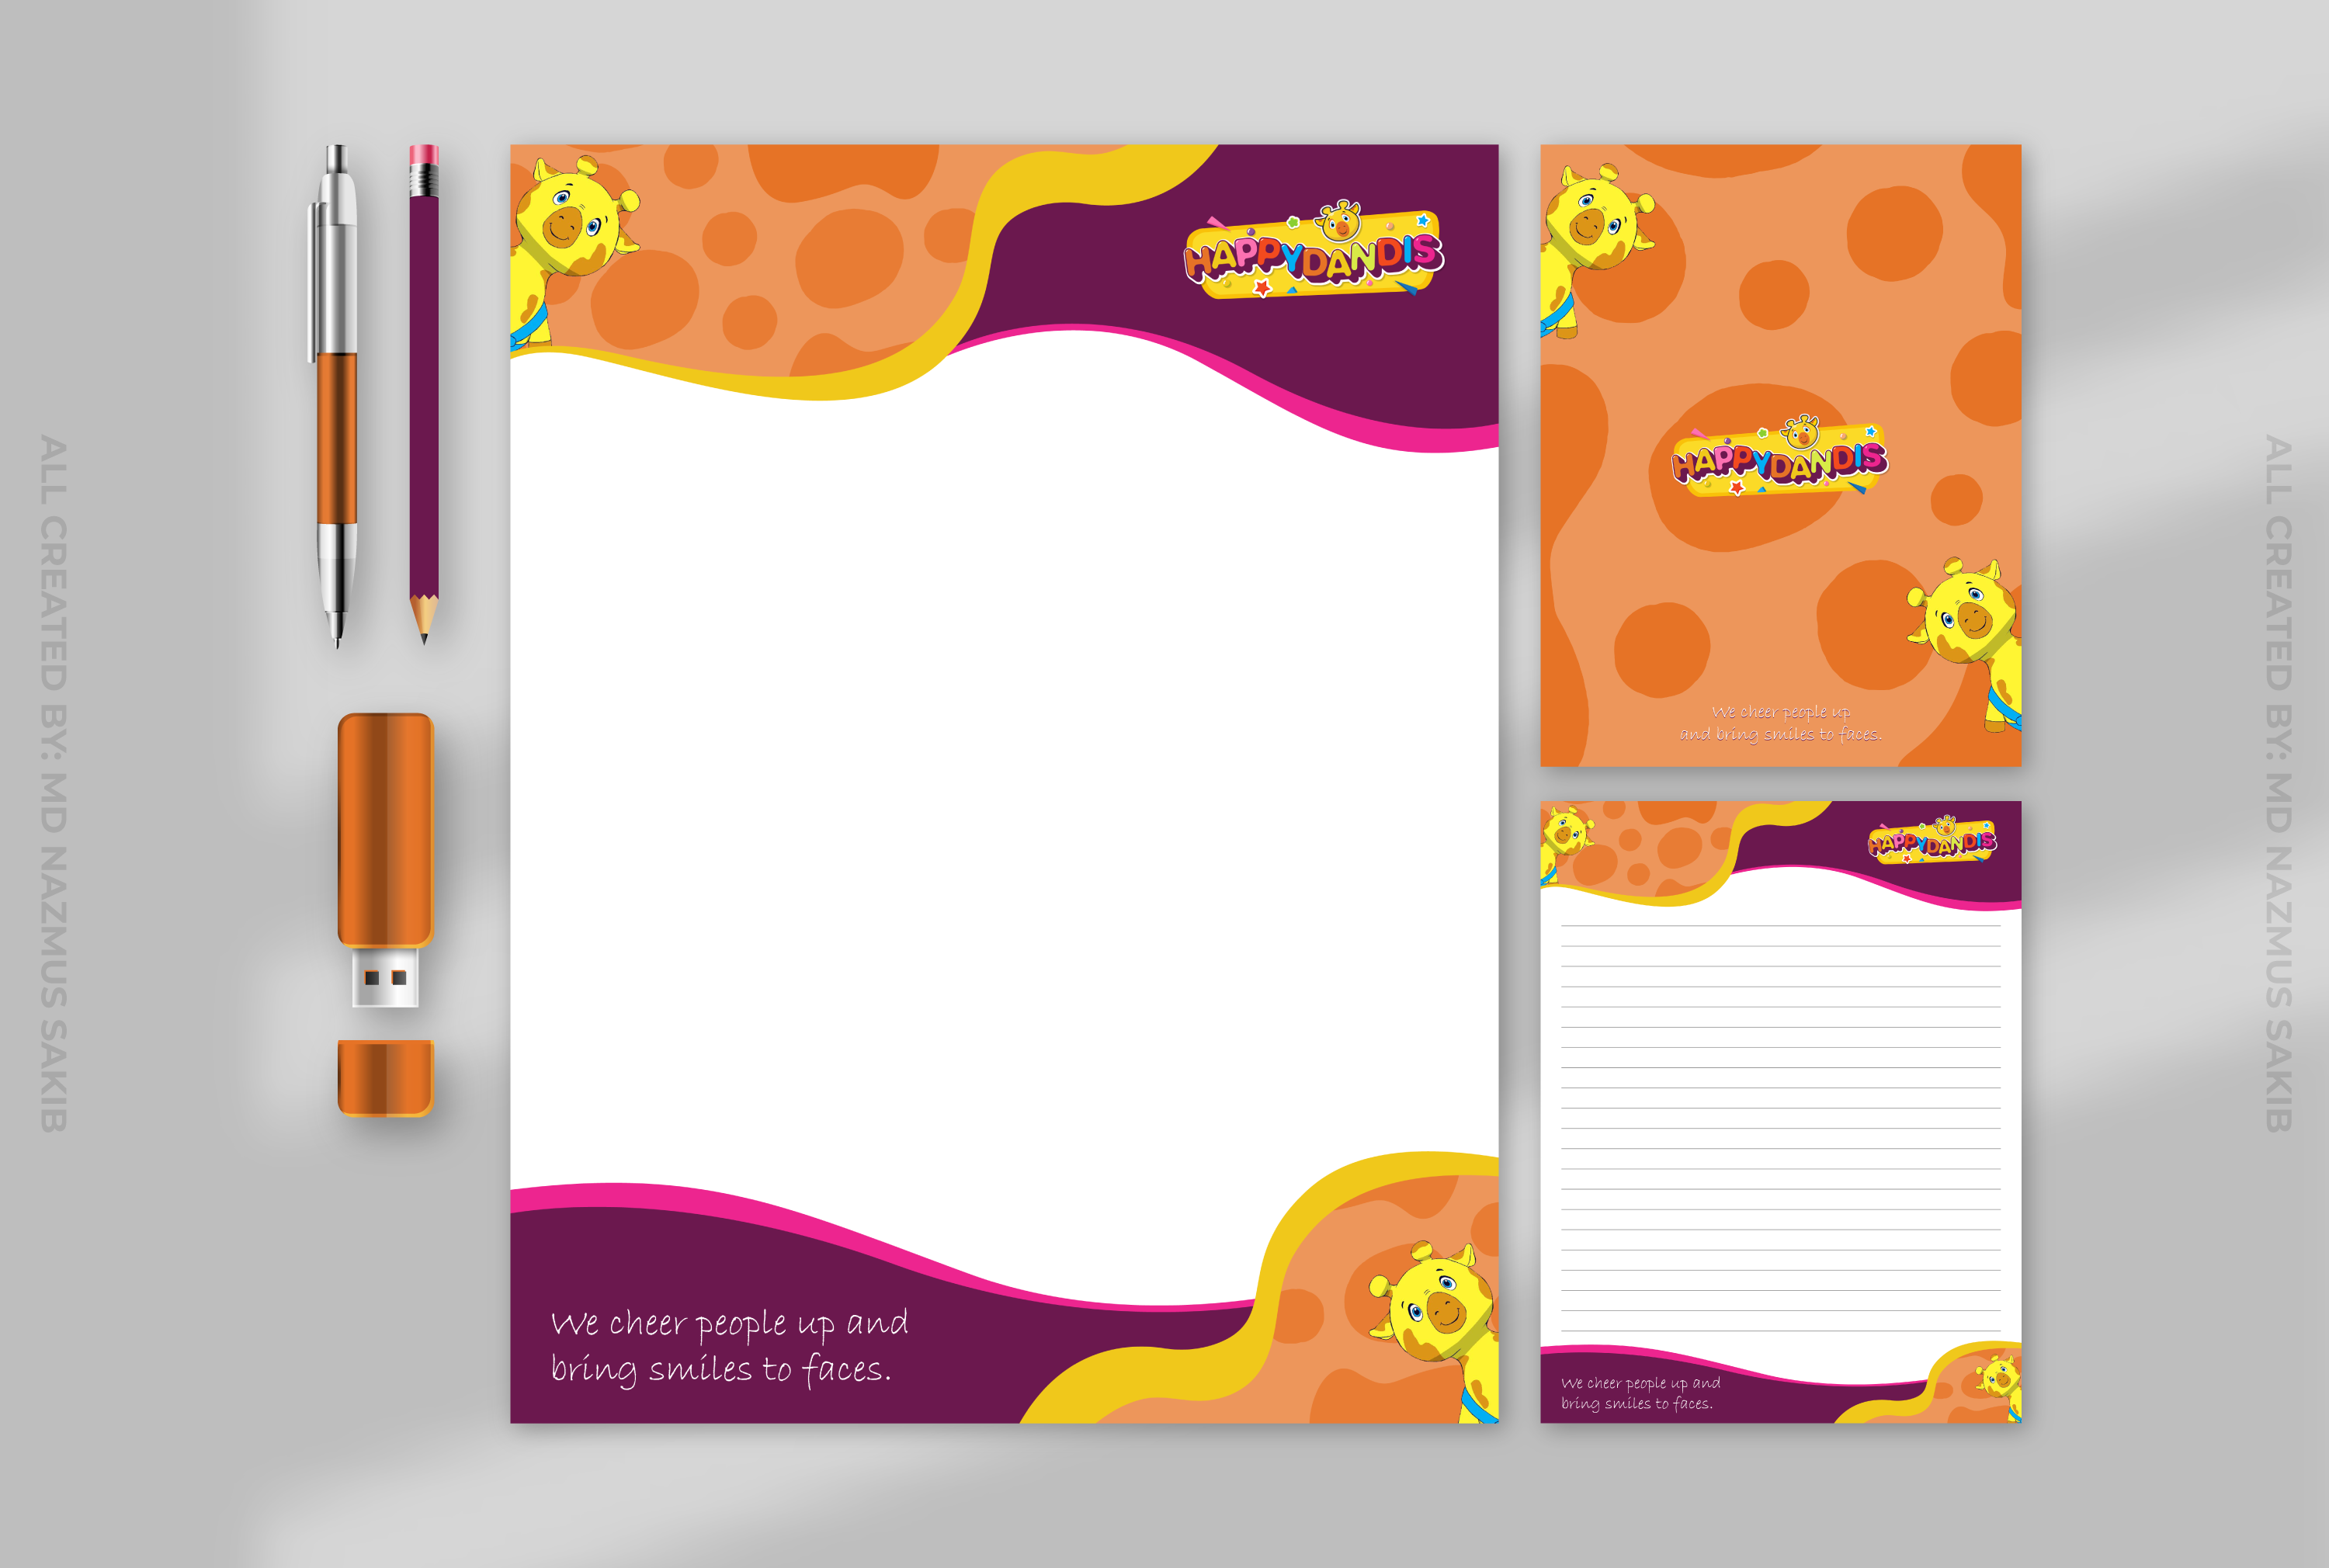 ALL CREATED BY: MD NAZMUS SAKIB
HAPPYDANDIS
We cheer people up and
bring smiles to faces.
HAPPYDANDIS
We cheer people up
and bring smiles to faces.
HAPPYDANDIS
We cheer people up and
bring smiles to faces.
ALL CREATED BY: MD NAZMUS SAKIB